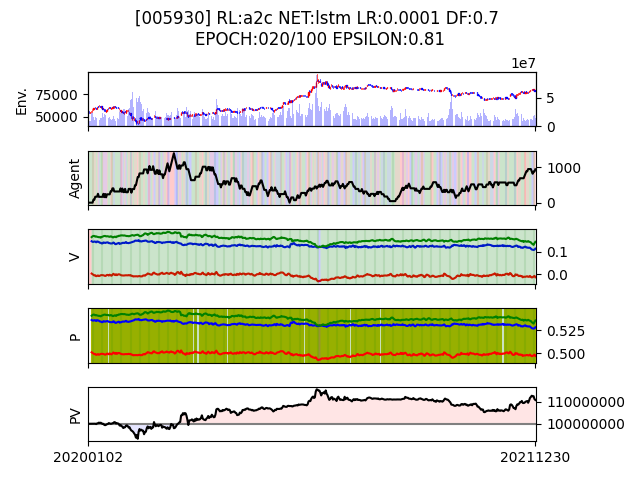 [005930] RL:a2c NET:lstm LR:0.0001 DF:0.7
EPOCH:020/100 EPSILON:0.81
1e7
Env.
75000
50000
5
0
Agent
1000
0
V
0.1
0.0
P
0.525
0.500
PV
110000000
100000000
20200102
20211230